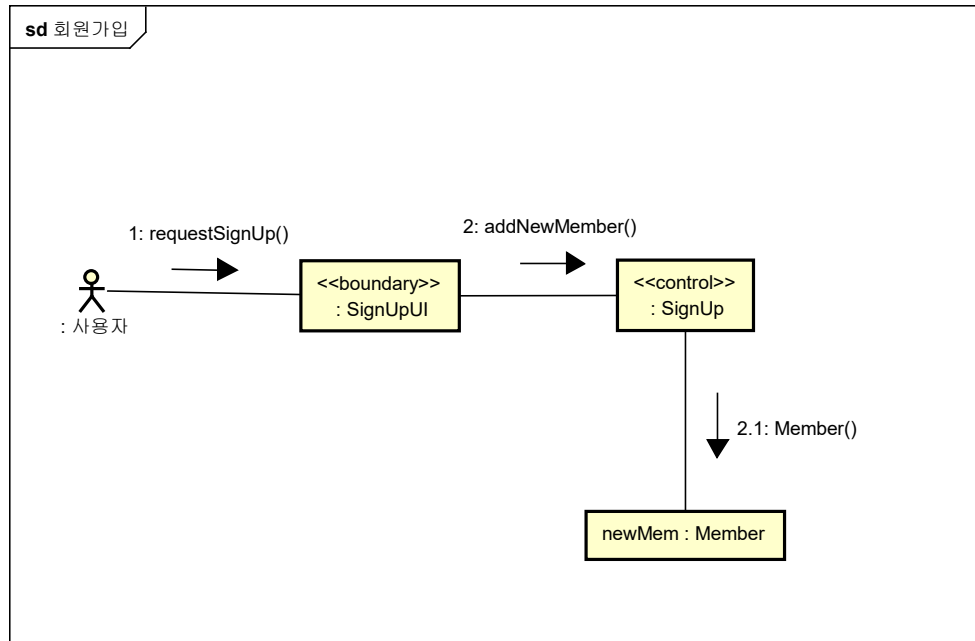 sd 회원가입
1: requestSignUp()
2: addNewMember()
<<boundary>>
: SignUpUI
<<control>>
: SignUp
: 사용자
2.1: Member()
newMem : Member